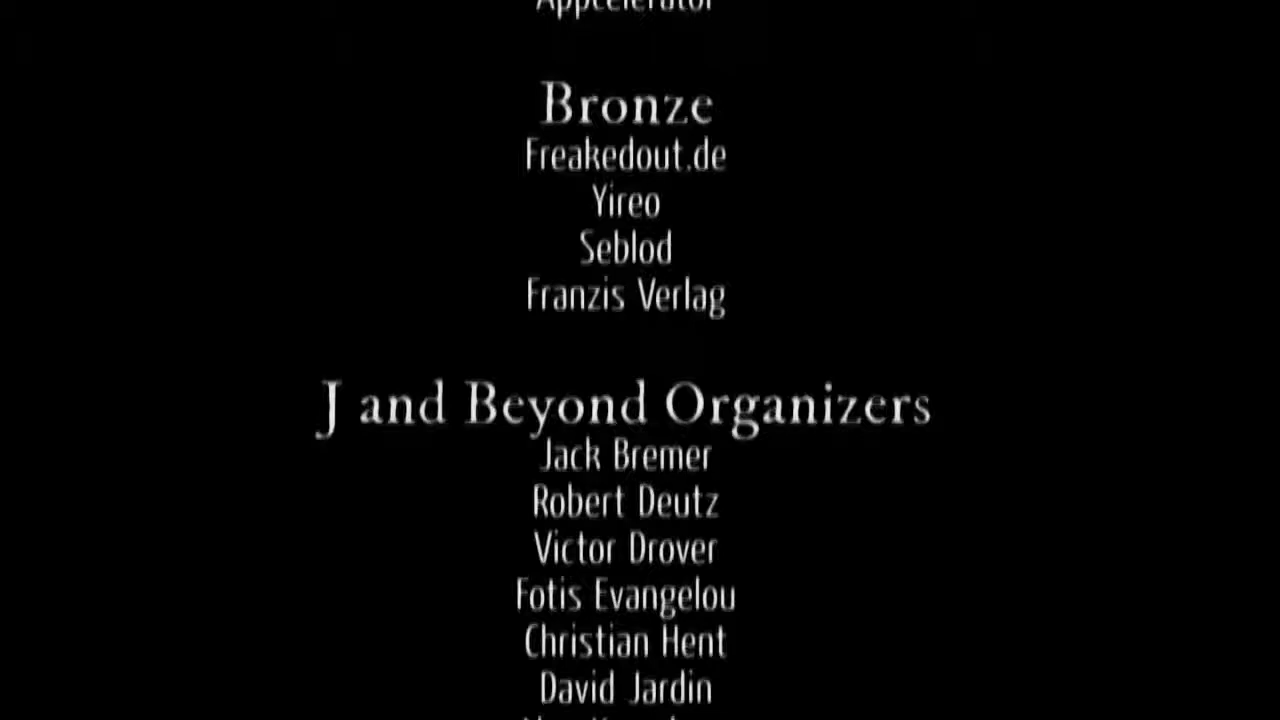 Appcelerator
Bronze
Freakedout.de
Yireo
Seblod
Franzis Verlag
J and Beyond Organizers
Jack Bremer
Robert Deutz
Victor Drover
Fotis Evangelou
Christian Hent
David Jardin